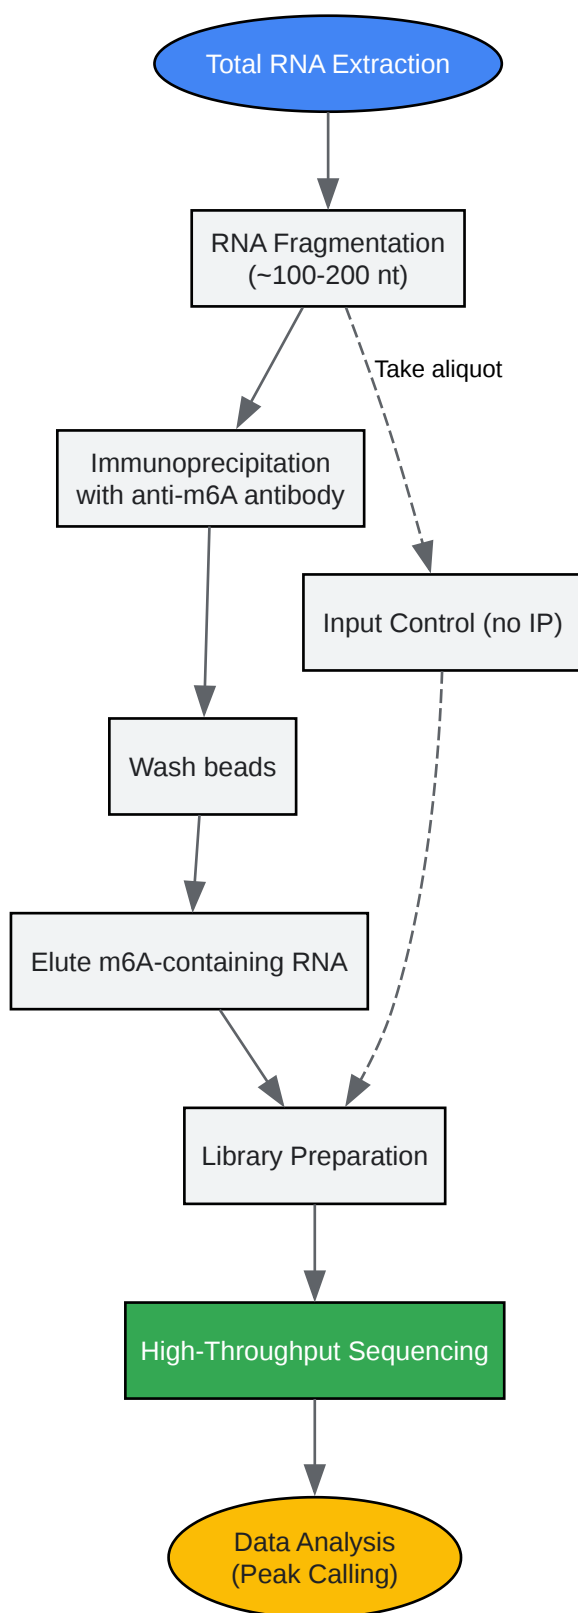 Total RNA Extraction
RNA Fragmentation
(~100-200 nt)
Take aliquot
Immunoprecipitation
with anti-m6A antibody
Input Control (no IP)
Wash beads
Elute m6A-containing RNA
Library Preparation
High-Throughput Sequencing
Data Analysis
(Peak Calling)